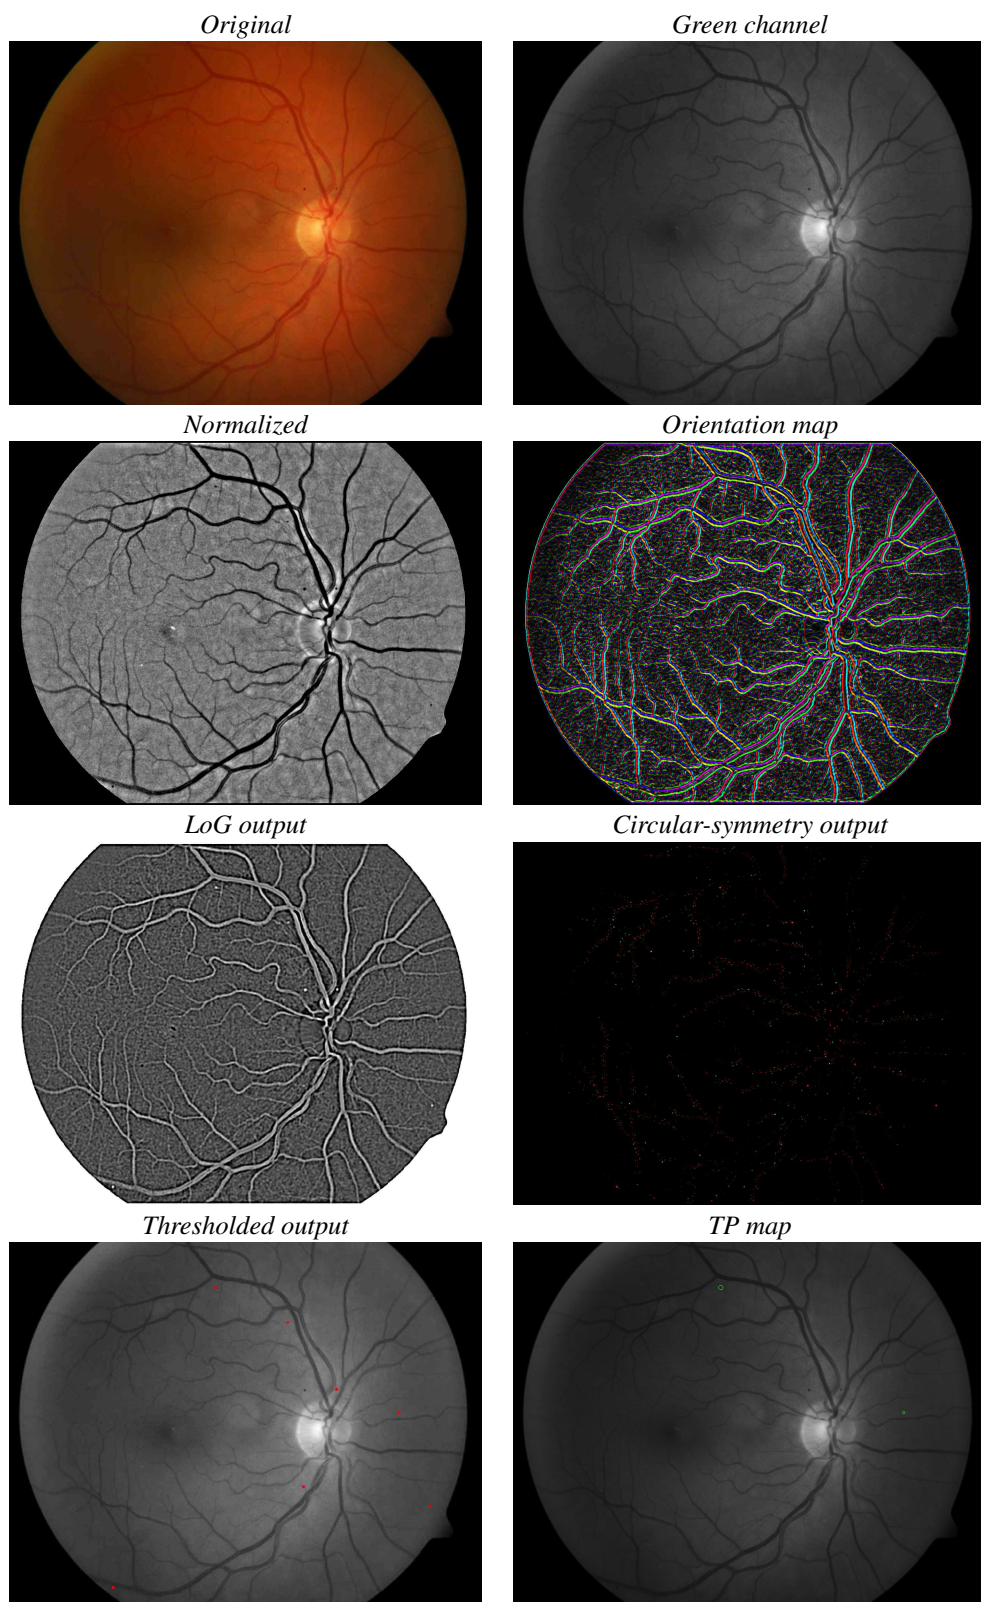 Original
Green channel
Normalized
Orientation map
LoG output
Circular-symmetry output
Thresholded output
TP map